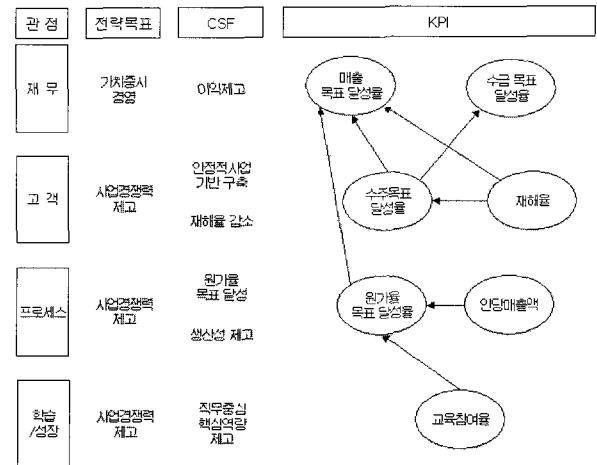 관 점
전략목표
CSF
KPI
재 무
가치중시
경영
이익제고
매출
목표 달성율
수금 목표
달성율
고 객
사업경쟁력
제고
안정적사업
기반 구축
재해율 감소
수주목표
달성율
재해율
프로세스
사업경쟁력
제고
원가율
목표 달성
생산성 제고
원가율
목표 달성율
인당매출액
학습
/성장
사업경쟁력
제고
직무중심
핵심역량
제고
교육참여율